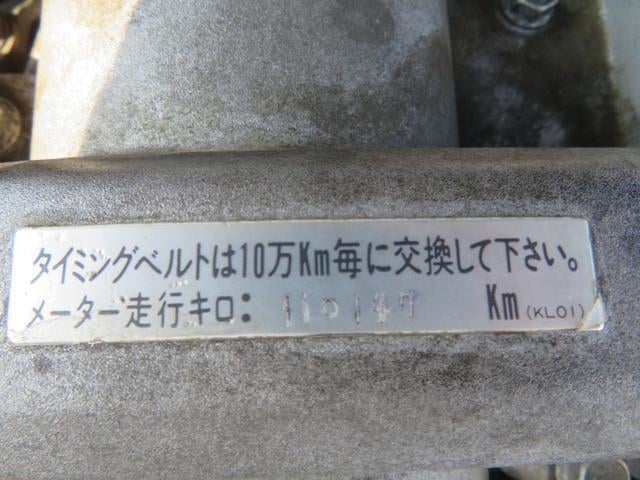 タイミングベルトは10万Km毎に交換して下さい。
メーター走行キロ: 110147 Km (KL01)